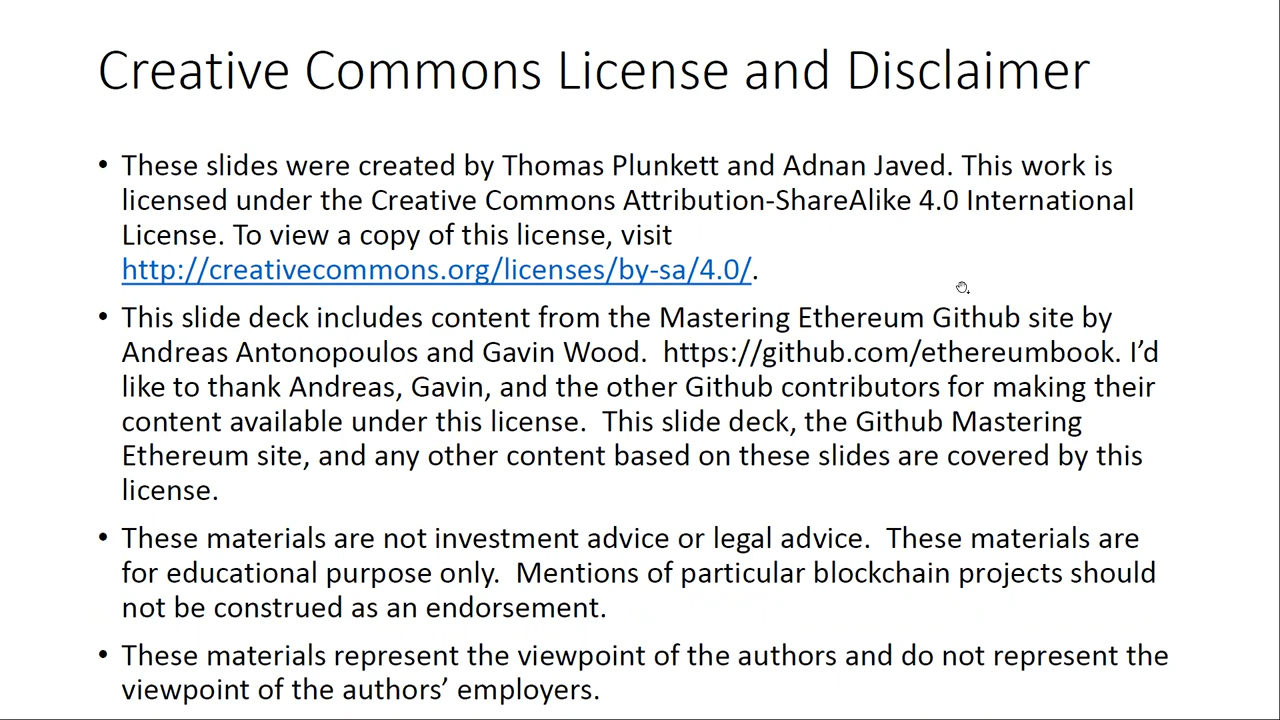 Creative Commons License and Disclaimer
• These slides were created by Thomas Plunkett and Adnan Javed. This work is
licensed under the Creative Commons Attribution-ShareAlike 4.0 International
License. To view a copy of this license, visit
http://creativecommons.org/licenses/by-sa/4.0/.
• This slide deck includes content from the Mastering Ethereum Github site by
Andreas Antonopoulos and Gavin Wood.  https://github.com/ethereumbook. I’d
like to thank Andreas, Gavin, and the other Github contributors for making their
content available under this license.  This slide deck, the Github Mastering
Ethereum site, and any other content based on these slides are covered by this
license.
• These materials are not investment advice or legal advice.  These materials are
for educational purpose only.  Mentions of particular blockchain projects should
not be construed as an endorsement.
• These materials represent the viewpoint of the authors and do not represent the
viewpoint of the authors’ employers.